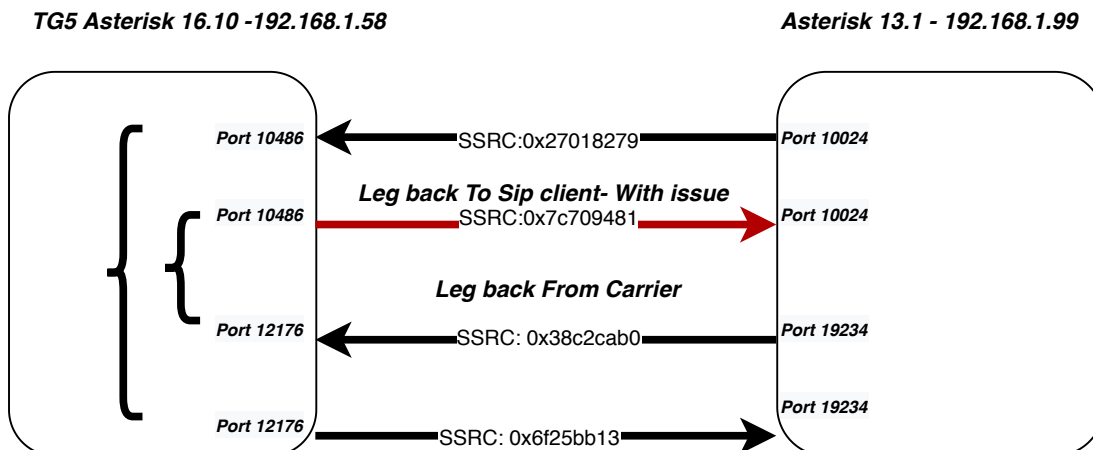 TG5 Asterisk 16.10 -192.168.1.58
Asterisk 13.1 - 192.168.1.99
Port 10486
SSRC:0x27018279
Port 10024
Leg back To Sip client- With issue
Port 10486
SSRC:0x7c709481
Port 10024
Leg back From Carrier
Port 12176
SSRC: 0x38c2cab0
Port 19234
Port 19234
Port 12176
SSRC: 0x6f25bb13